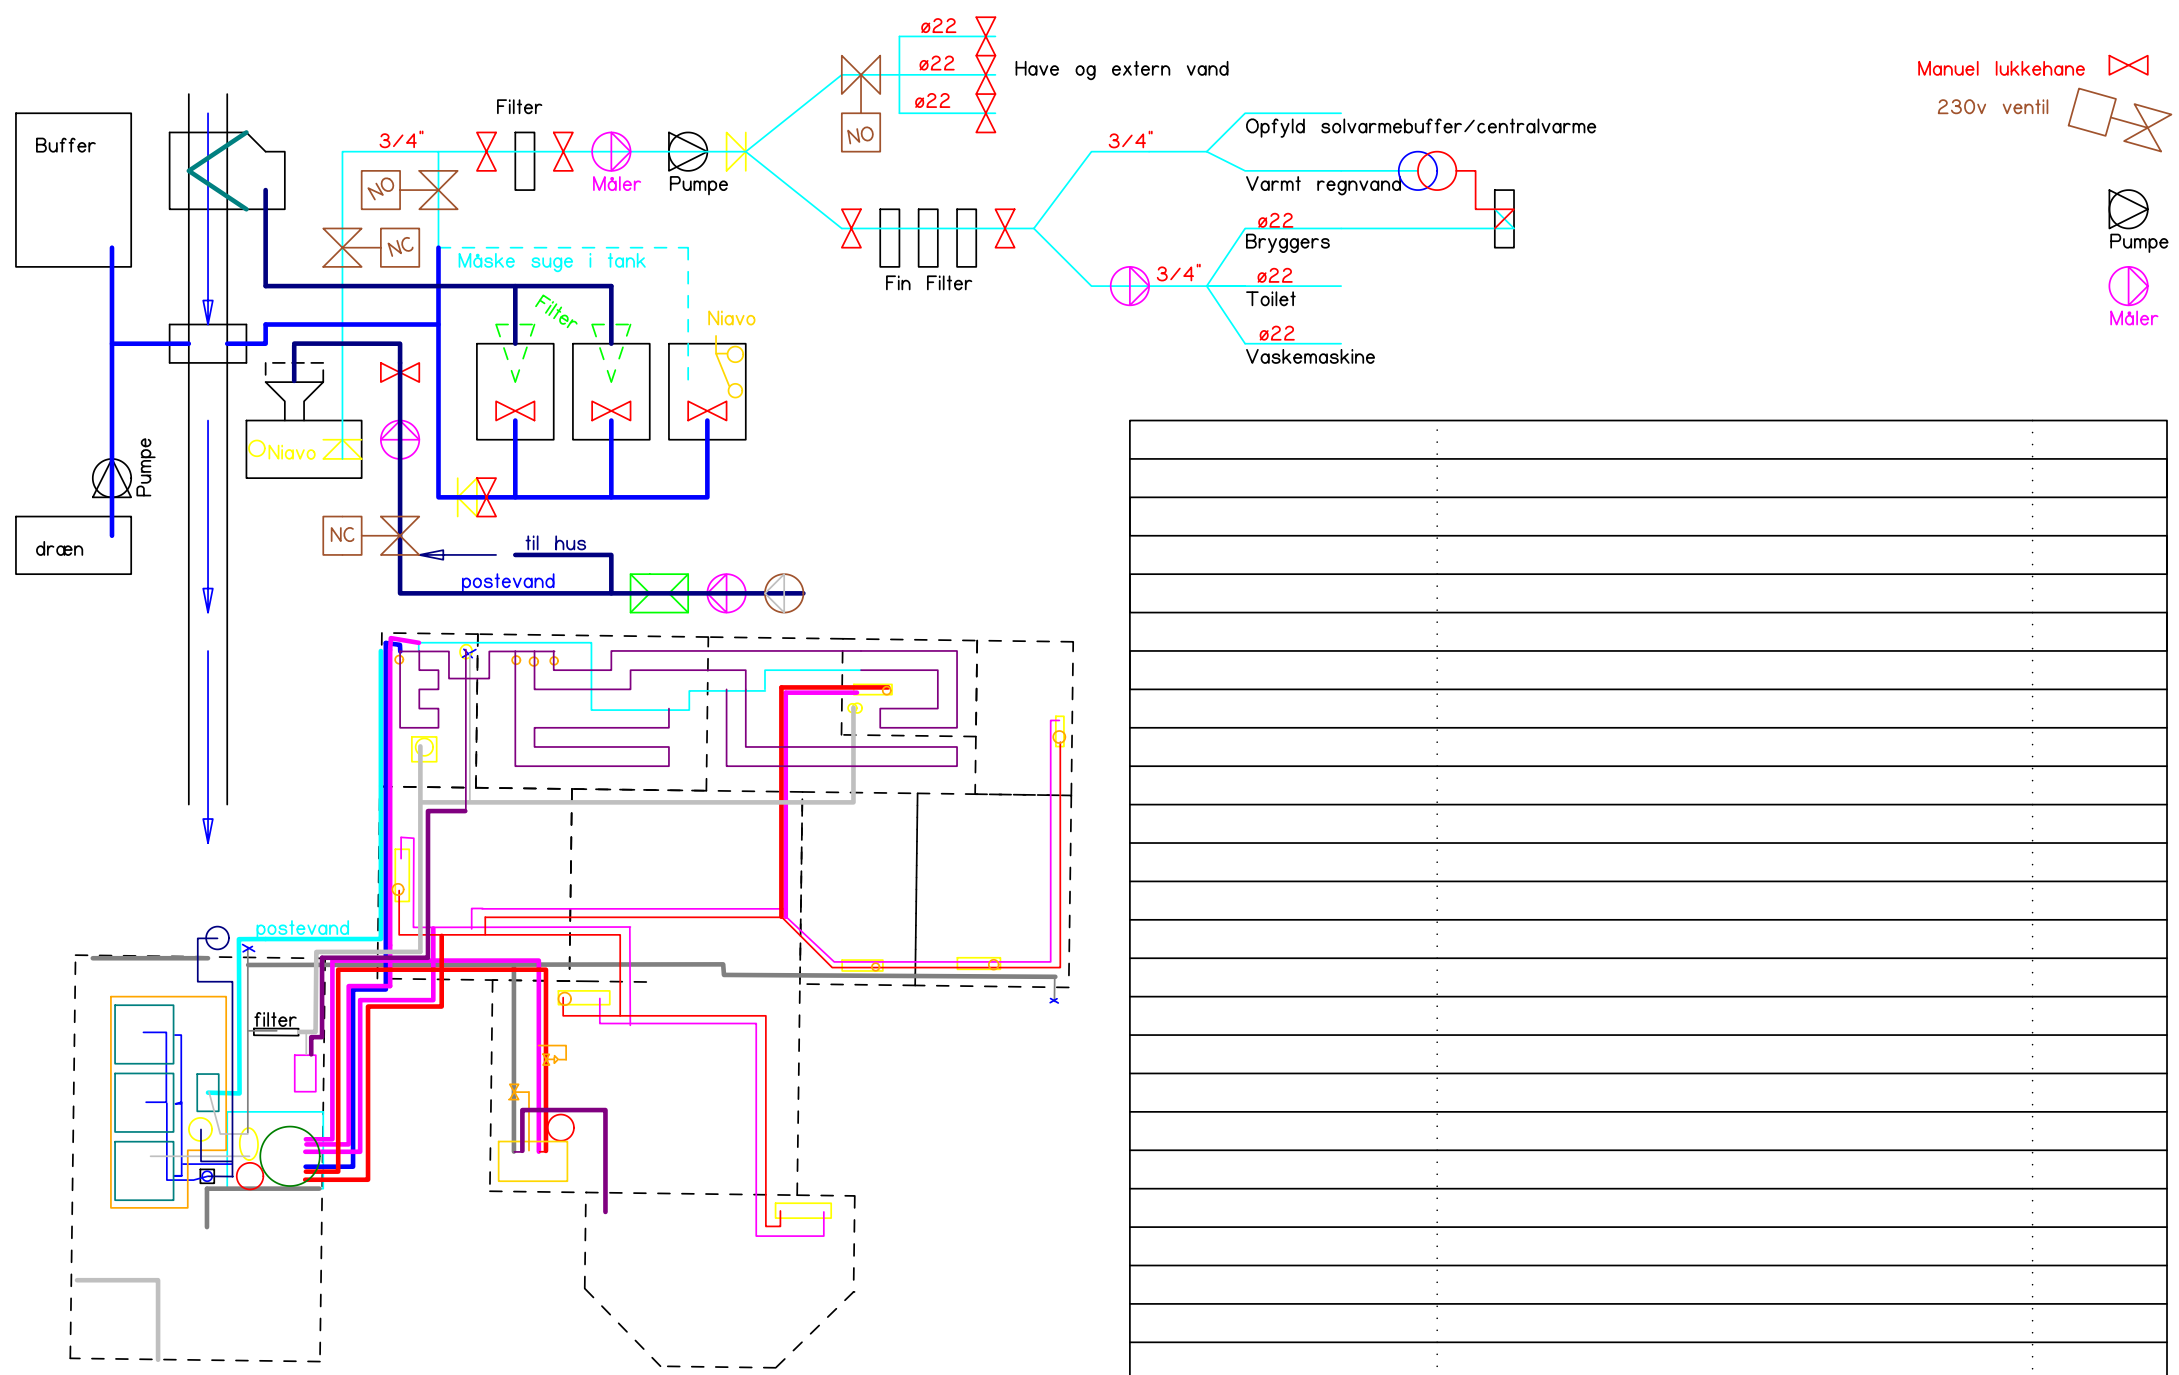 ø22
ø22
ø22
Have og extern vand
Manuel lukkehane
230v ventil
Buffer
Filter
3/4"
NO
NO
Måler
Pumpe
3/4"
Opfyld solvarmebuffer/centralvarme
Varmt regnvand
ø22
Bryggers
NC
Måske suge i tank
Fin Filter
3/4"
ø22
Toilet
ø22
Vaskemaskine
Pumpe
Måler
Filter
Niavo
Niavo
Pumpe
NC
dræn
til hus
postevand
postevand
filter